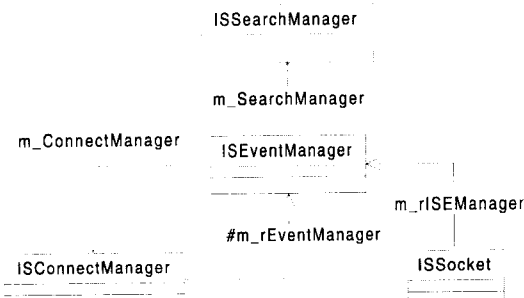 ISSearchManager
m_SearchManager
m_ConnectManager
ISEventManager
m_rISEManager
#m_rEventManager
ISConnectManager
ISSocket